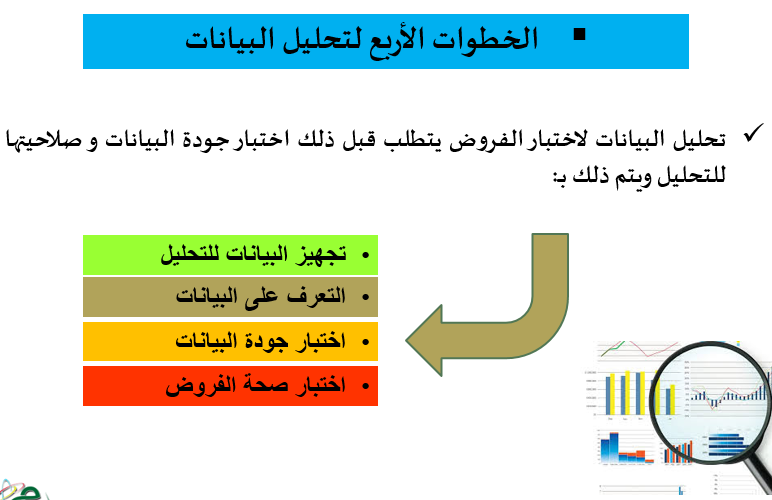 ▪ الخطوات الأربع لتحليل البيانات
✓ تحليل البيانات لاختبار الفروض يتطلب قبل ذلك اختبار جودة البيانات و صلاحيتها
للتحليل ويتم ذلك بـ:
• تجهيز البيانات للتحليل
• التعرف على البيانات
• اختبار جودة البيانات
• اختبار صحة الفروض